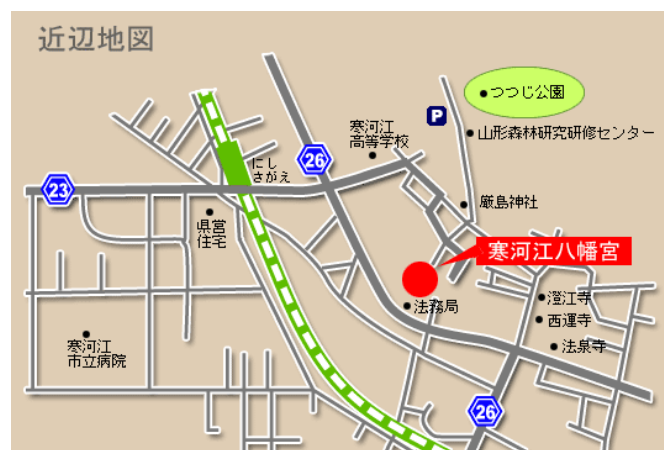 近辺地図
つつじ公園
P
寒河江
高等学校
山形森林研究研修センター
26
にし
さがえ
23
厳島神社
県営
住宅
寒河江八幡宮
法務局
澄江寺
西運寺
法泉寺
寒河江
市立病院
26